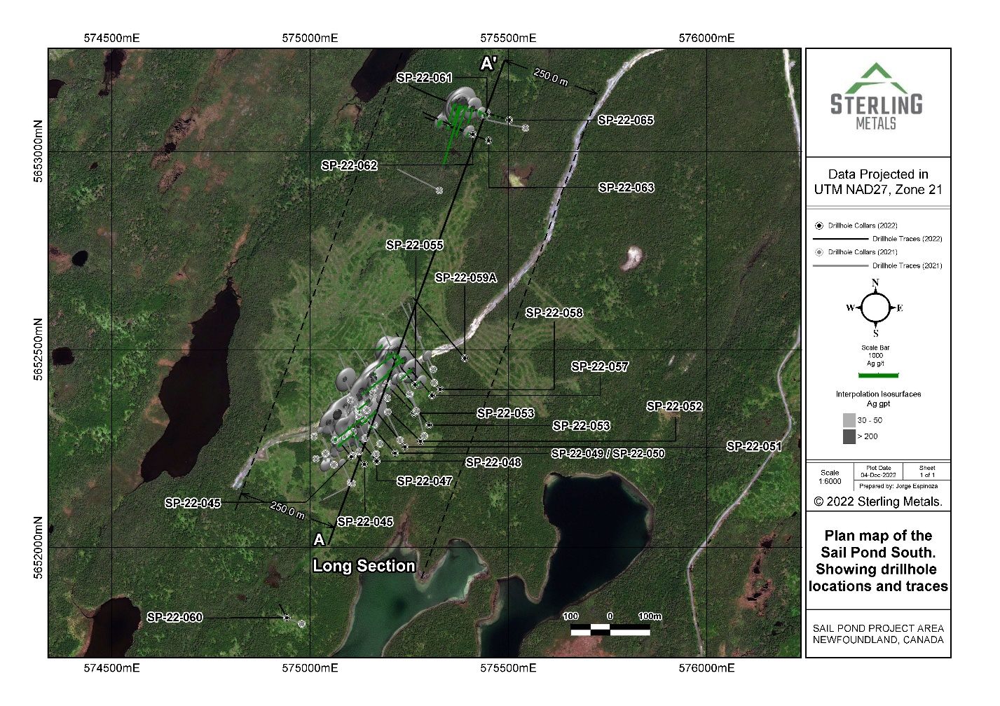 574500mE
575000mE
575500mE
576000mE
5653000mN
5652500mN
5652000mN
A'
250.0 m
SP-22-061
SP-22-065
SP-22-062
SP-22-063
SP-22-055
SP-22-059A
SP-22-058
SP-22-057
SP-22-053
SP-22-052
SP-22-053
SP-22-051
SP-22-049 / SP-22-050
SP-22-048
SP-22-047
SP-22-045
250.0 m
SP-22-045
A
Long Section
SP-22-060
100 0 100m
574500mE
575000mE
575500mE
576000mE
STERLING
METALS
Data Projected in
UTM NAD27, Zone 21
Drillhole Collars (2022)
Drillhole Traces (2022)
Drillhole Collars (2021)
Drillhole Traces (2021)
N
W E
S
Scale Bar
1000
Ag g/t
Interpolation Isosurfaces
Ag gpt
30 - 50
> 200
Scale
1:6000
Plot Date
04-Dec-2022
Sheet
1 of 1
Prepared by: Jorge Espinoza
© 2022 Sterling Metals.
Plan map of the
Sail Pond South.
Showing drillhole
locations and traces
SAIL POND PROJECT AREA
NEWFOUNDLAND, CANADA